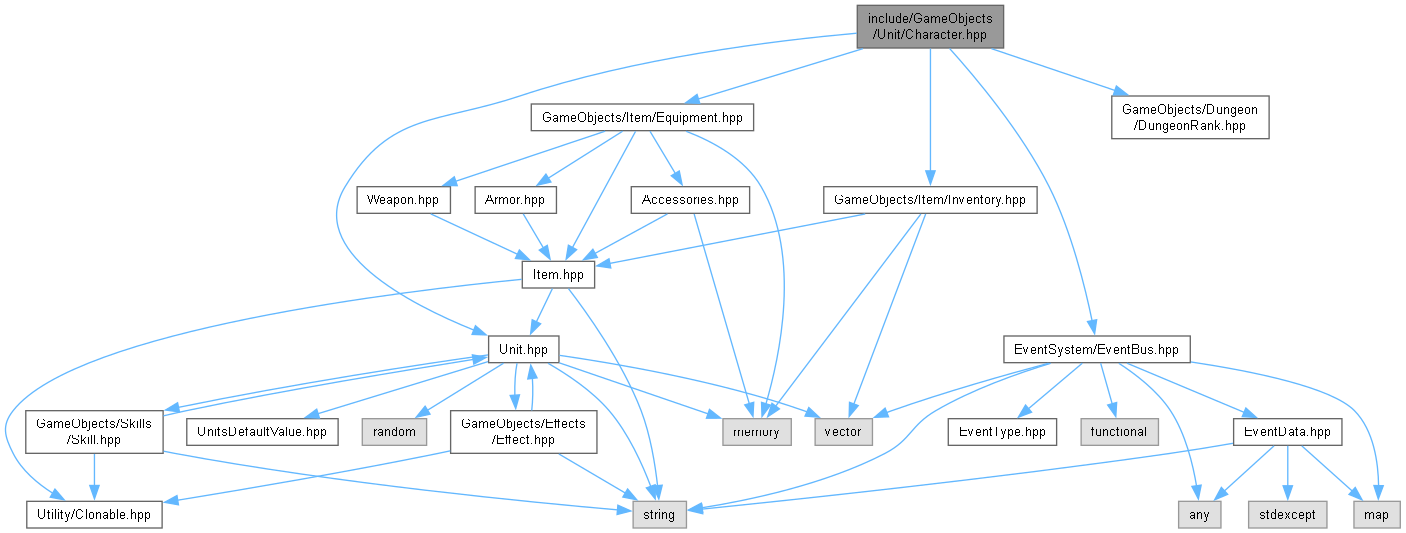 include/GameObjects
/Unit/Character.hpp
GameObjects/Item/Equipment.hpp
GameObjects/Dungeon
/DungeonRank.hpp
Weapon.hpp
Armor.hpp
Accessories.hpp
GameObjects/Item/Inventory.hpp
Item.hpp
Unit.hpp
EventSystem/EventBus.hpp
GameObjects/Skills
/Skill.hpp
UnitsDefaultValue.hpp
random
GameObjects/Effects
/Effect.hpp
memory
vector
EventType.hpp
functional
EventData.hpp
Utility/Clonable.hpp
string
any
stdexcept
map